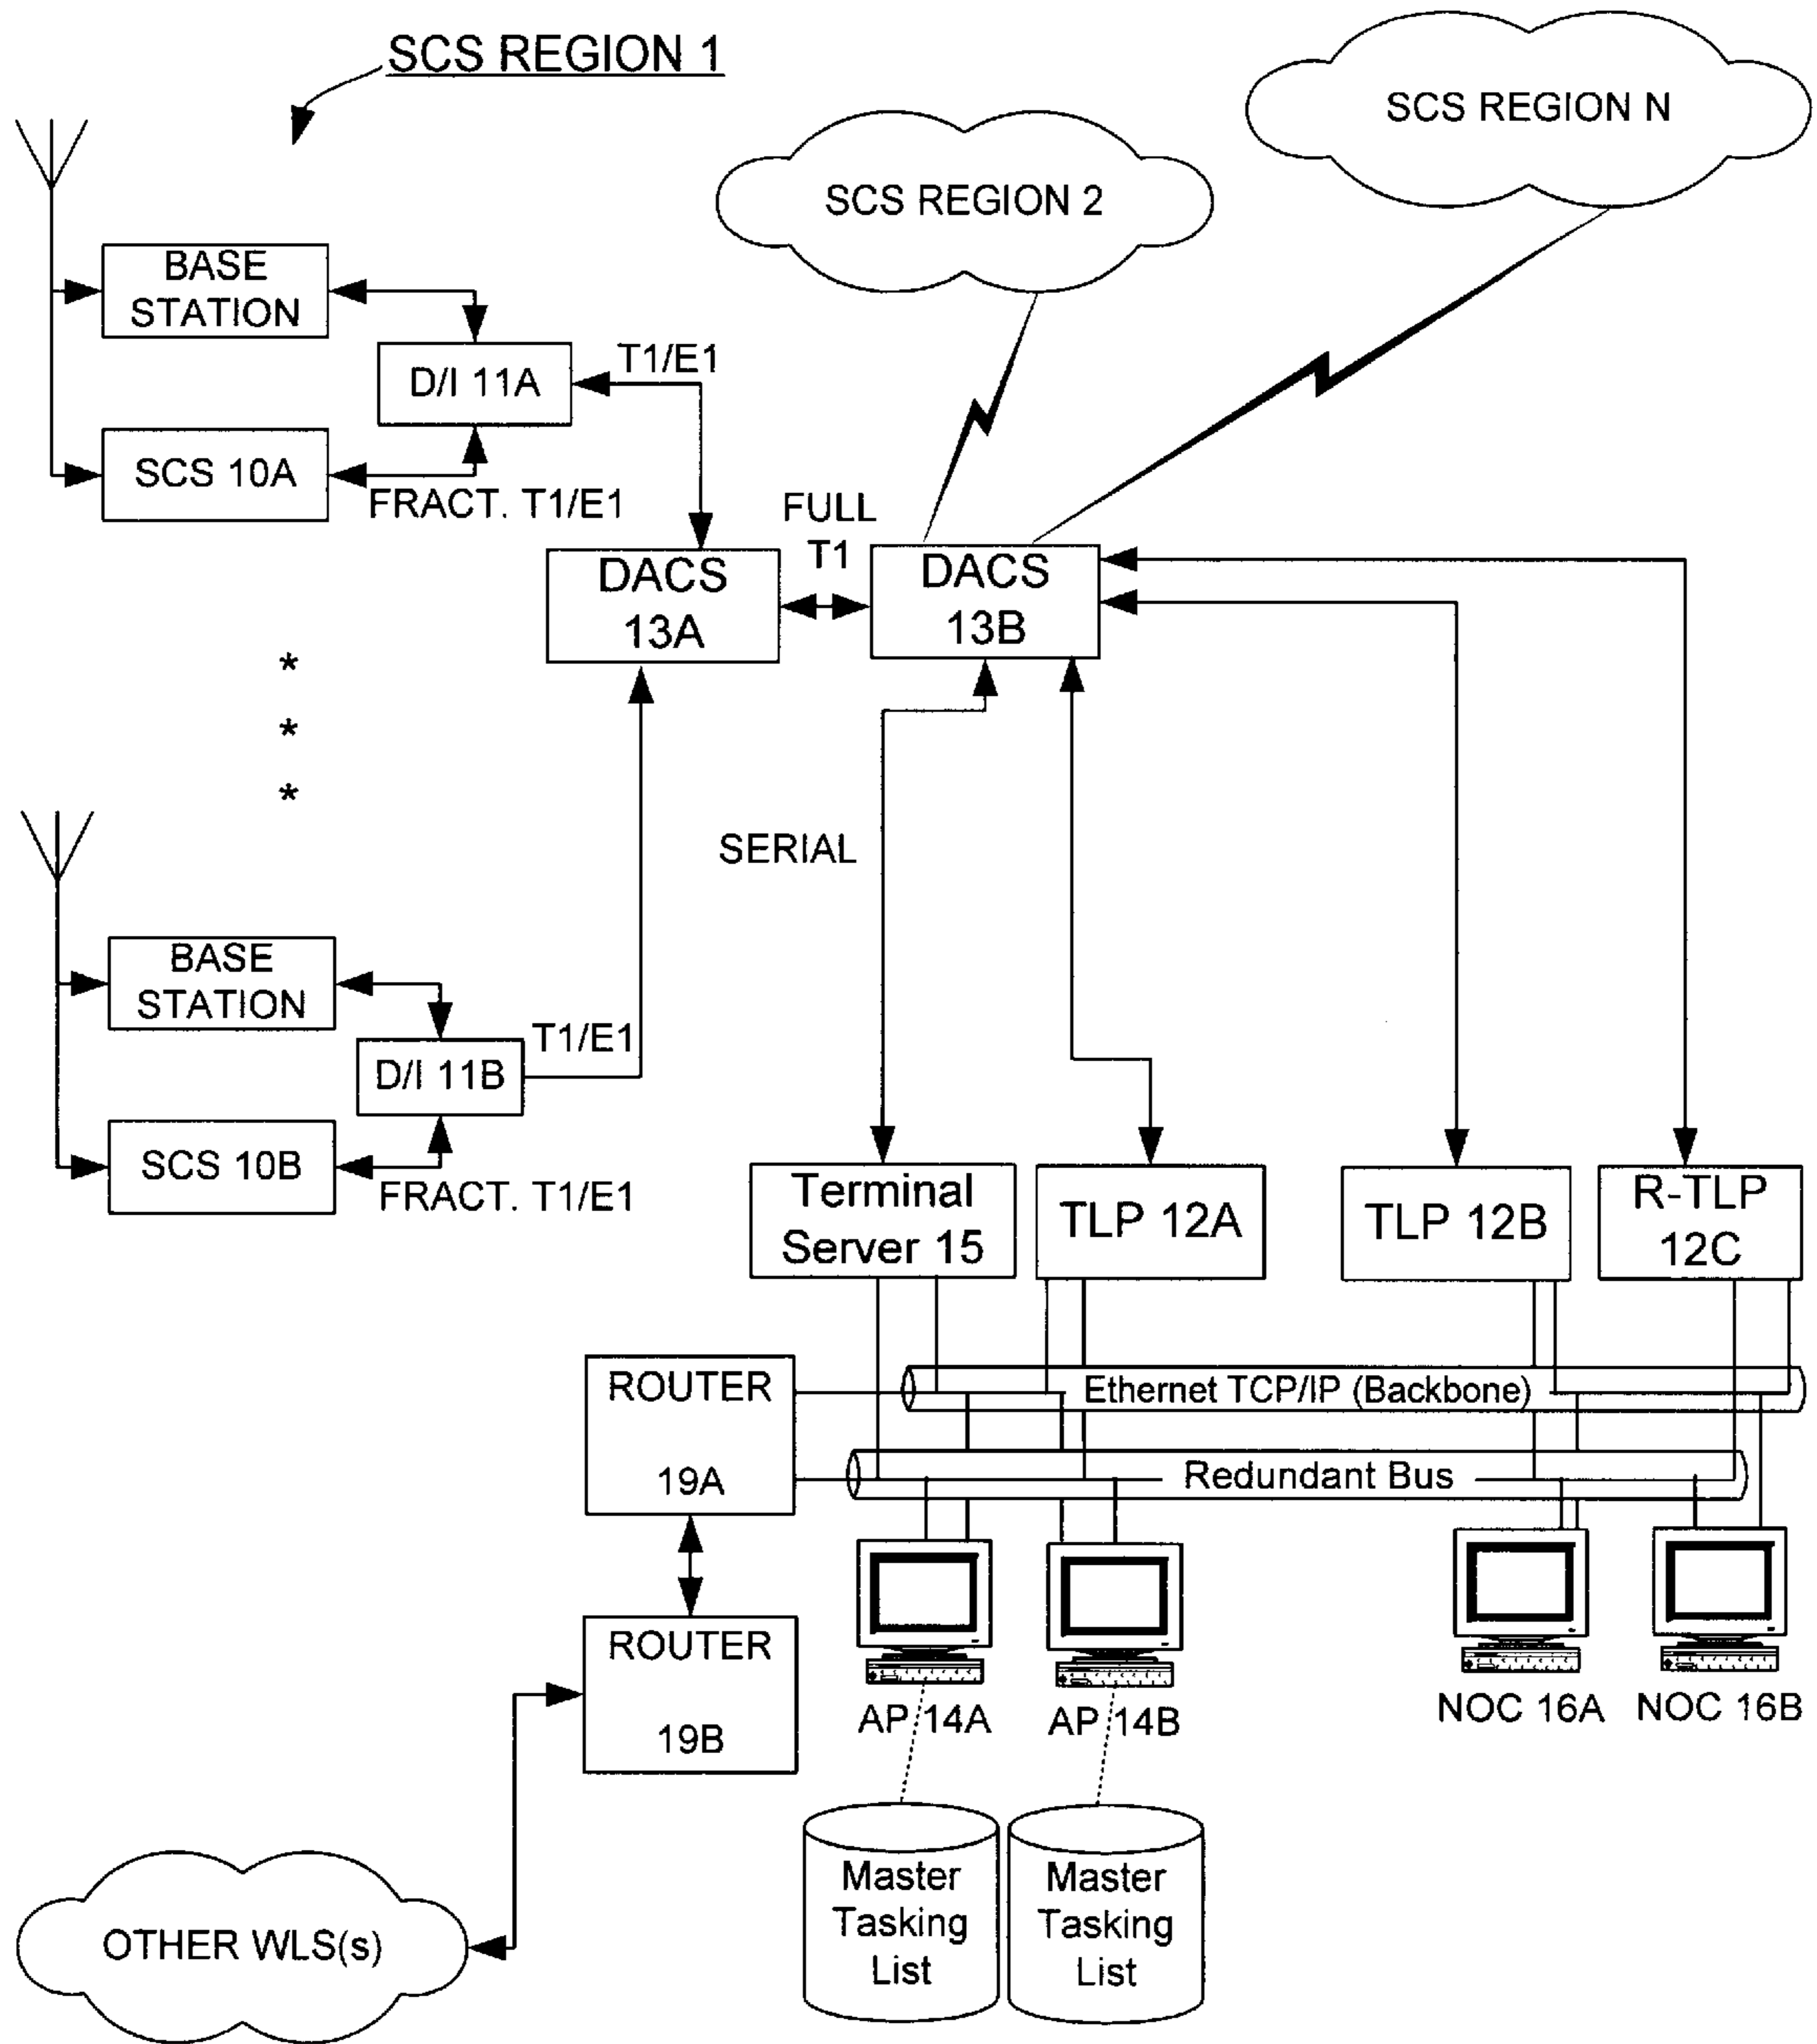 SCS REGION 1
SCS REGION N
SCS REGION 2
BASE
STATION
D/I 11A
T1/E1
SCS 10A
FRACT. T1/E1
FULL
T1
DACS
13A
DACS
13B
*
*
*
SERIAL
BASE
STATION
D/I 11B
T1/E1
SCS 10B
FRACT. T1/E1
Terminal
Server 15
TLP 12A
TLP 12B
R-TLP
12C
ROUTER
19A
Ethernet TCP/IP (Backbone)
Redundant Bus
ROUTER
19B
AP 14A
AP 14B
NOC 16A
NOC 16B
Master
Tasking
List
Master
Tasking
List
OTHER WLS(s)